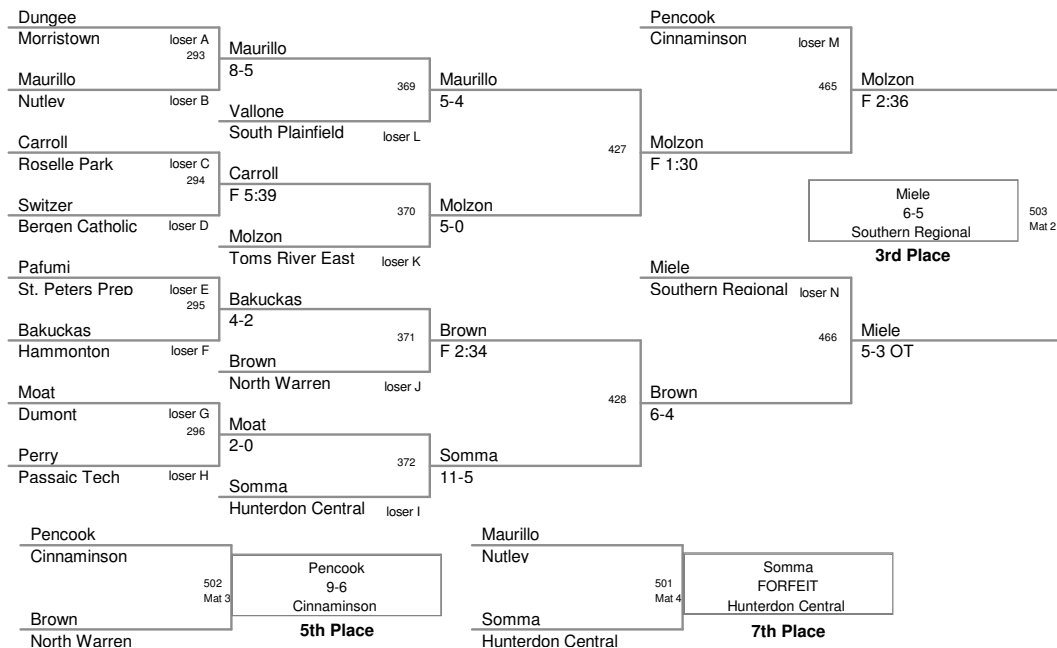 Dungee
Morristown
loser A
293
Maurillo
Nutley
loser B
Carroll
Roselle Park
loser C
294
Switzer
Bergen Catholic
loser D
Pafumi
St. Peters Prep
loser E
295
Bakuckas
Hammonton
loser F
Moat
Dumont
loser G
296
Perry
Passaic Tech
loser H
Maurillo
8-5
369
Vallone
South Plainfield
loser L
Carroll
F 5:39
370
Molzon
Toms River East
loser K
Bakuckas
4-2
371
Brown
North Warren
loser J
Moat
2-0
372
Somma
Hunterdon Central
loser I
Maurillo
5-4
427
Molzon
5-0
Brown
F 2:34
428
Somma
11-5
Pencook
Cinnaminson
loser M
465
Molzon
F 1:30
Miele
Southern Regional
loser N
466
Brown
6-4
Molzon
F 2:36
Miele
6-5
Southern Regional
503
Mat 2
3rd Place
Miele
5-3 OT
Pencook
Cinnaminson
502
Mat 3
Brown
North Warren
Pencook
9-6
Cinnaminson
5th Place
Maurillo
Nutley
501
Mat 4
Somma
Hunterdon Central
Somma
FORFEIT
Hunterdon Central
7th Place